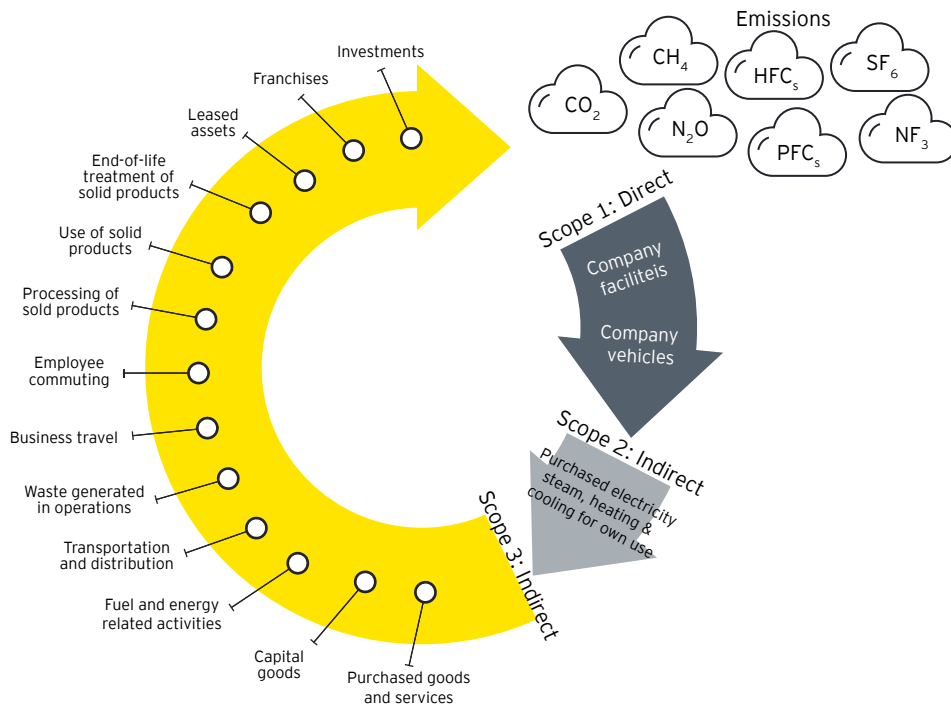 Emissions
CO2
CH4
N2O
HFCs
PFCs
SF6
NF3
Scope 1: Direct
Company
faciliteis
Company
vehicles
Scope 2: Indirect
Purchased electricity
steam, heating &
cooling for own use
Scope 3: Indirect
Purchased goods
and services
Capital
goods
Fuel and energy
related activities
Transportation
and distribution
Waste generated
in operations
Business travel
Employee
commuting
Processing of
sold products
Use of solid
products
End-of-life
treatment of
solid products
Leased
assets
Franchises
Investments